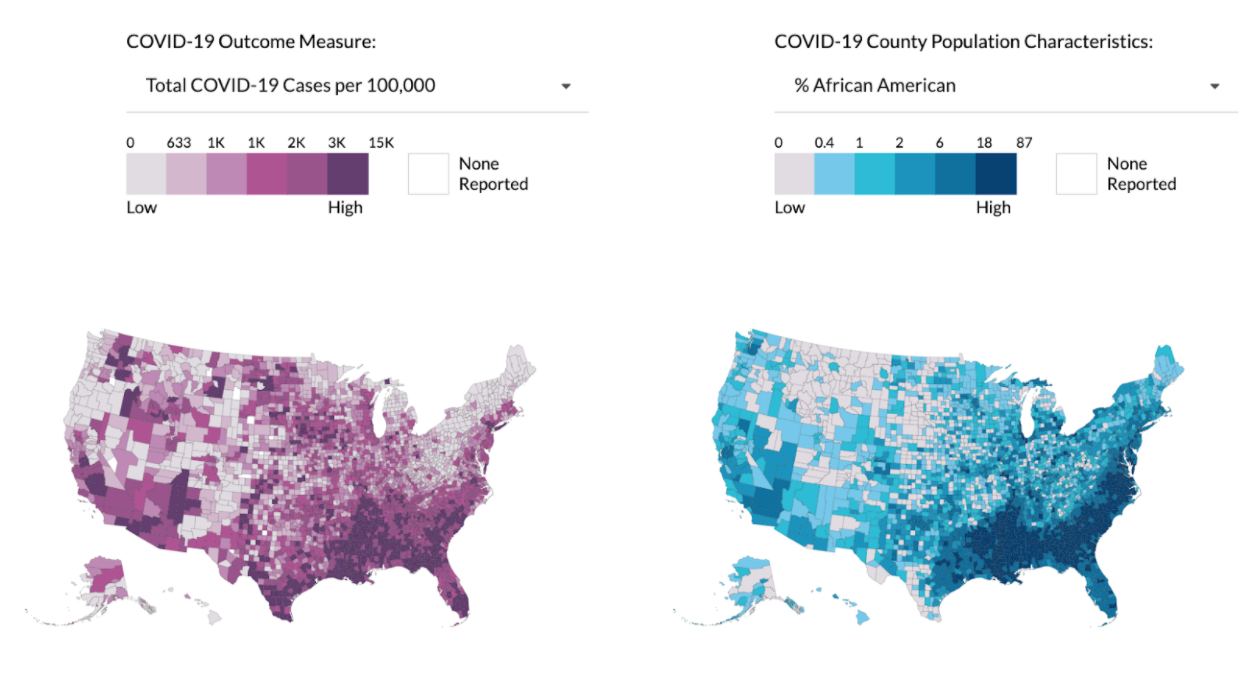 COVID-19 Outcome Measure:
Total COVID-19 Cases per 100,000
0 633 1K 1K 2K 3K 15K
None
Reported
Low High
COVID-19 County Population Characteristics:
% African American
0 0.4 1 2 6 18 87
None
Reported
Low High